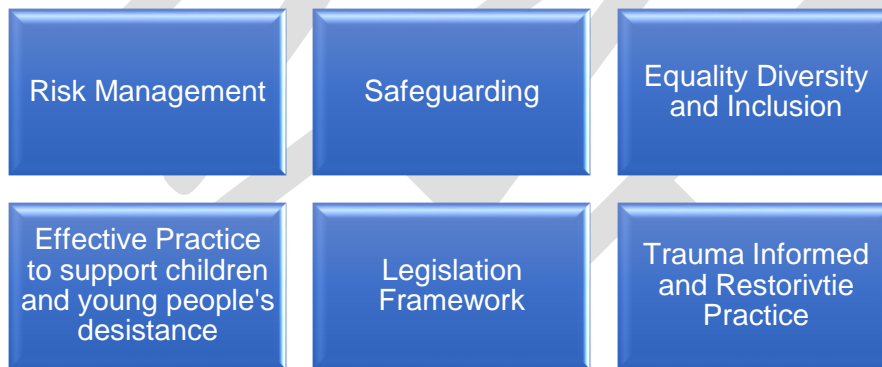 Risk Management
Safeguarding
Equality Diversity
and Inclusion
Effective Practice
to support children
and young people's
desistance
Legislation
Framework
Trauma Informed
and Restorivtie
Practice